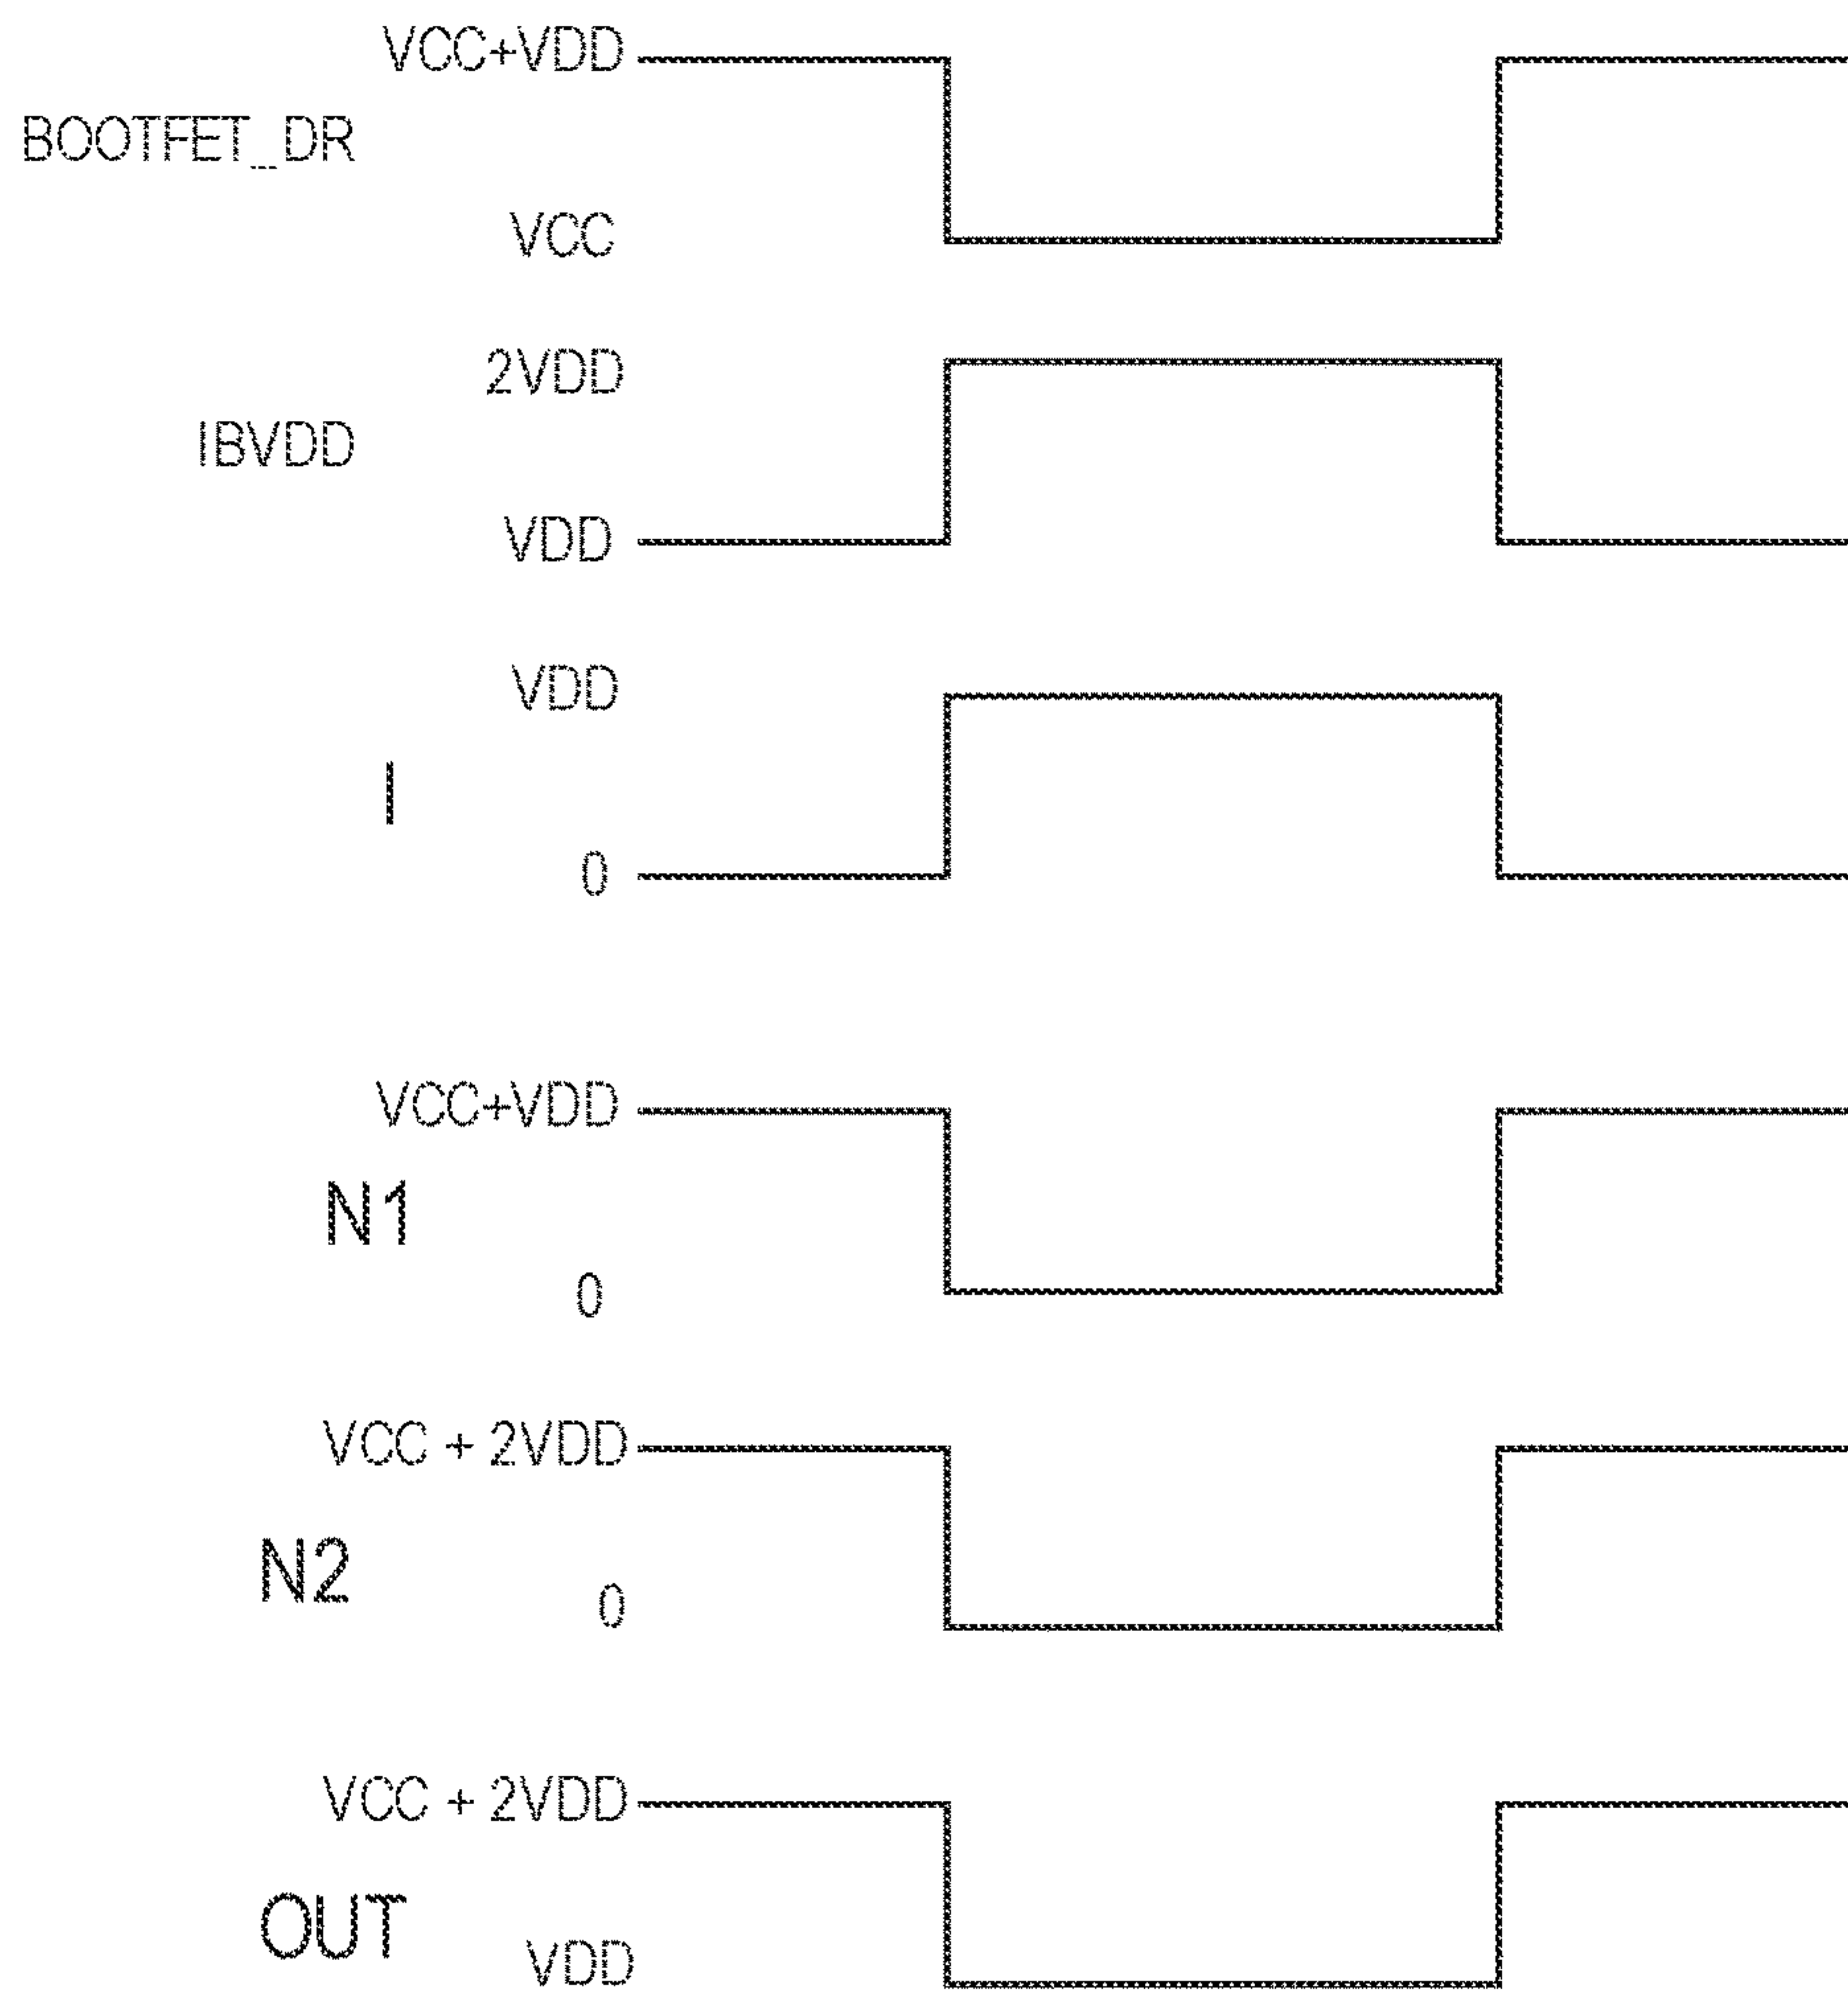 VCC+VDD
BOOTFET_DR
VCC
2VDD
IBVDD
VDD
VDD
I
0
VCC+VDD
N1
0
VCC + 2VDD
N2
0
VCC + 2VDD
OUT
VDD